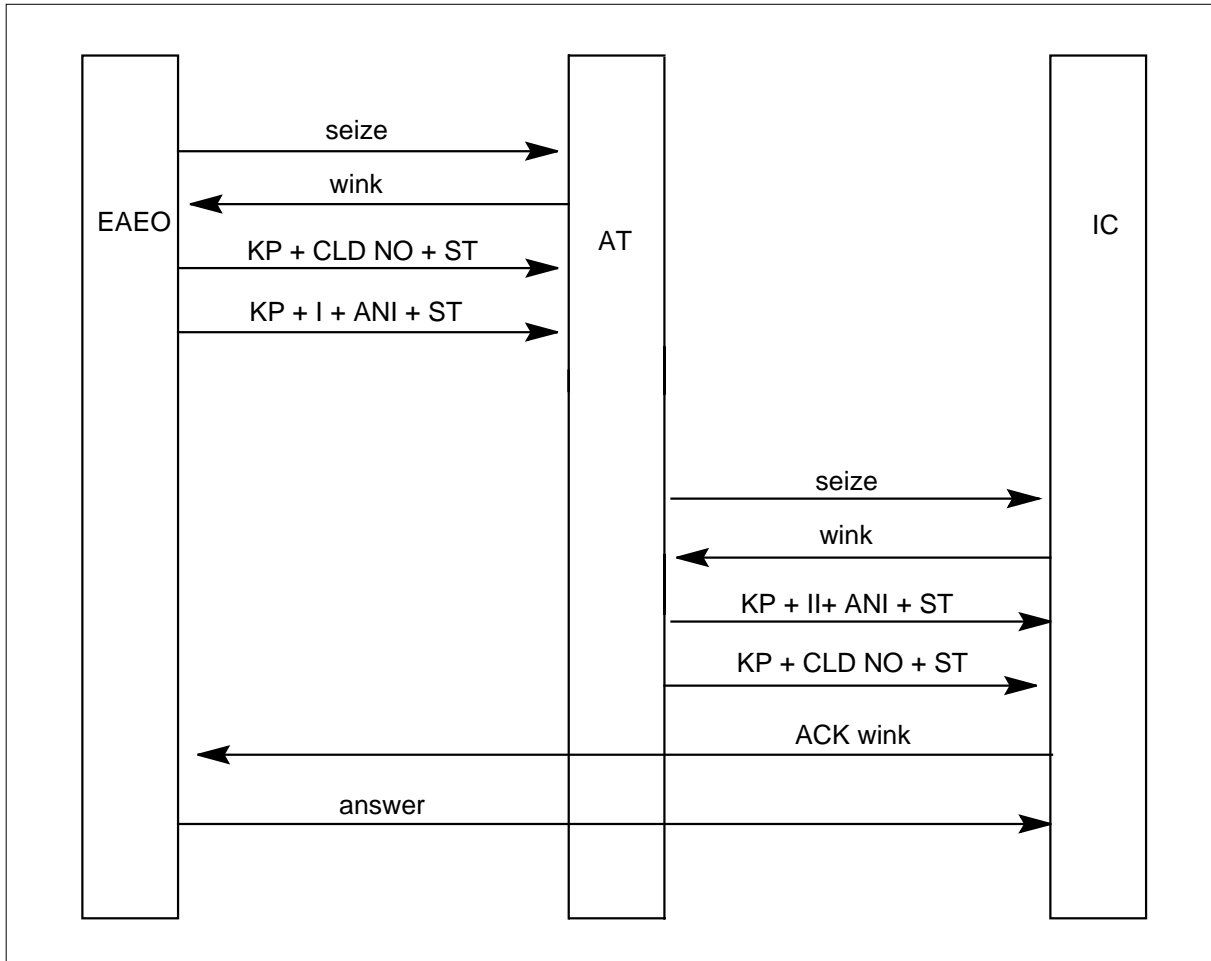 seize
wink
EAEO
AT
IC
KP + CLD NO + ST
KP + I + ANI + ST
seize
wink
KP + II+ ANI + ST
KP + CLD NO + ST
ACK wink
answer